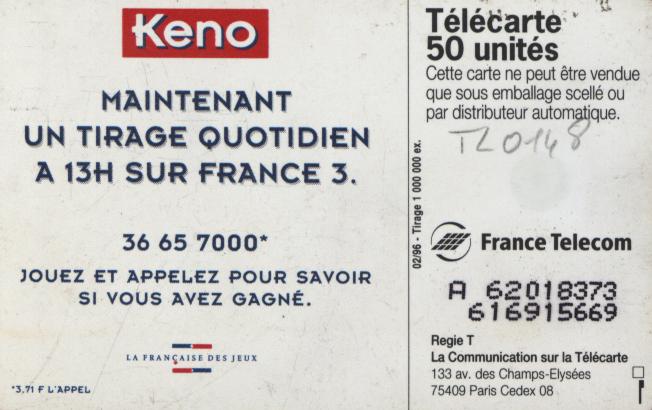 Keno
MAINTENANT
UN TIRAGE QUOTIDIEN
A 13H SUR FRANCE 3.
36 65 7000*
JOUEZ ET APPELEZ POUR SAVOIR
SI VOUS AVEZ GAGNÉ.
LA FRANÇAISE DES JEUX
*3,71 F L'APPEL
02/96 - Tirage 1 000 000 ex.
Télécarte
50 unités
Cette carte ne peut être vendue
que sous emballage scellé ou
par distributeur automatique.
TL0148
France Telecom
A 62018373
616915669
Regie T
La Communication sur la Télécarte
133 av. des Champs-Elysées
75409 Paris Cedex 08